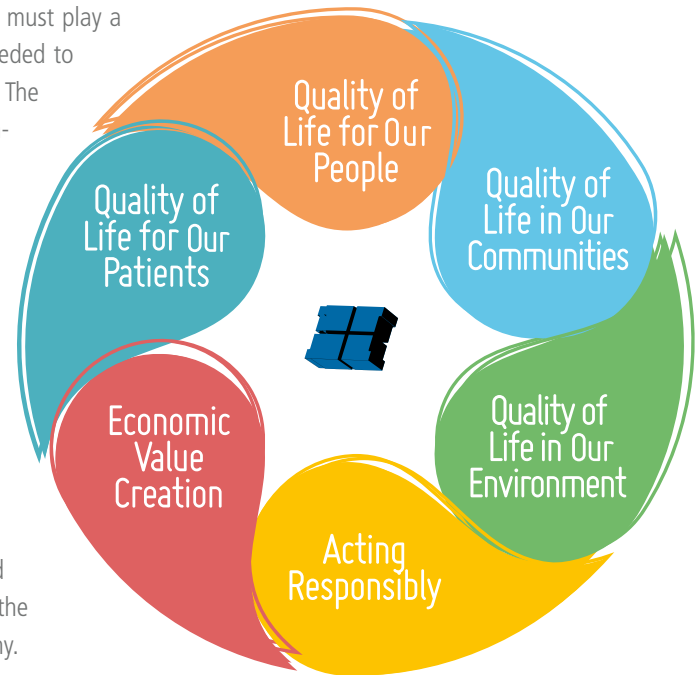 must play a
eded to
The
-
Quality of
Life for Our
People
Quality of
Life in Our
Communities
Quality of
Life for Our
Patients
Quality of
Life in Our
Environment
Economic
Value
Creation
Acting
Responsibly
d
the
ny.